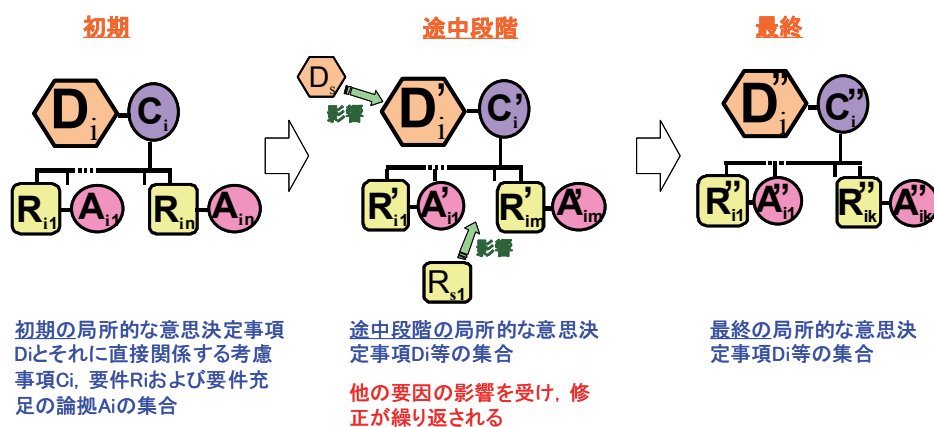 初期
途中段階
最終
Ds
影響
Di
Ci
D'i
C'i
D''i
C''i
Ri1
Ai1
Rin
Ain
R'i1
A'i1
R'im
A'im
R''i1
A''i1
R''ik
A''ik
影響
Rs1
初期の局所的な意思決定事項
Diとそれに直接関係する考慮
事項Ci, 要件Riおよび要件充
足の論拠Aiの集合
途中段階の局所的な意思決
定事項Di等の集合
他の要因の影響を受け, 修
正が繰り返される
最終の局所的な意思決
定事項Di等の集合